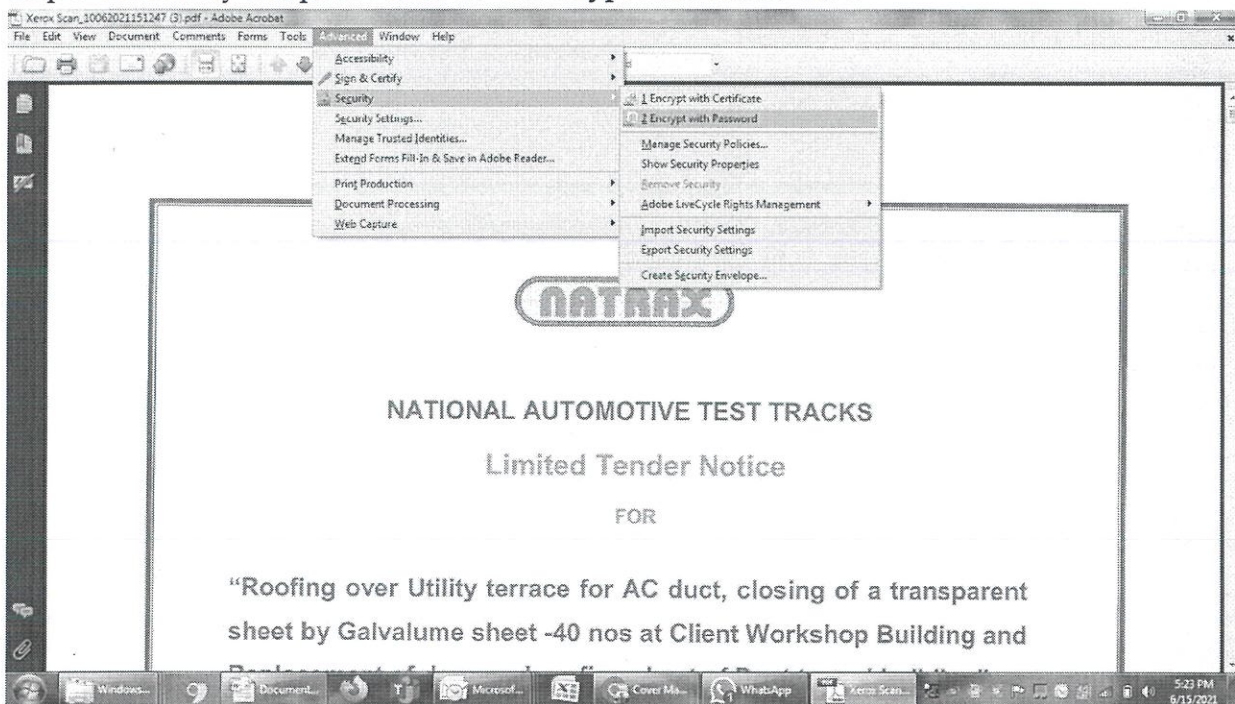 Xerox Scan_10062021151247 (3).pdf - Adobe Acrobat
File Edit View Document Comments Forms Tools Advanced Window Help
Accessibility
Sign & Certify
Security
Security Settings...
Manage Trusted Identities...
Extend Forms Fill-In & Save in Adobe Reader...
Print Production
Document Processing
Web Capture
1 Encrypt with Certificate
2 Encrypt with Password
Manage Security Policies...
Show Security Properties
Remove Security
Adobe LiveCycle Rights Management
Import Security Settings
Export Security Settings
Create Security Envelope...
NATRAX
NATIONAL AUTOMOTIVE TEST TRACKS
Limited Tender Notice
FOR
“Roofing over Utility terrace for AC duct, closing of a transparent
sheet by Galvalume sheet -40 nos at Client Workshop Building and
Windows... Document... Microsof... Cover Ma... WhatsApp Xerox Scan... 5:23 PM
6/15/2021